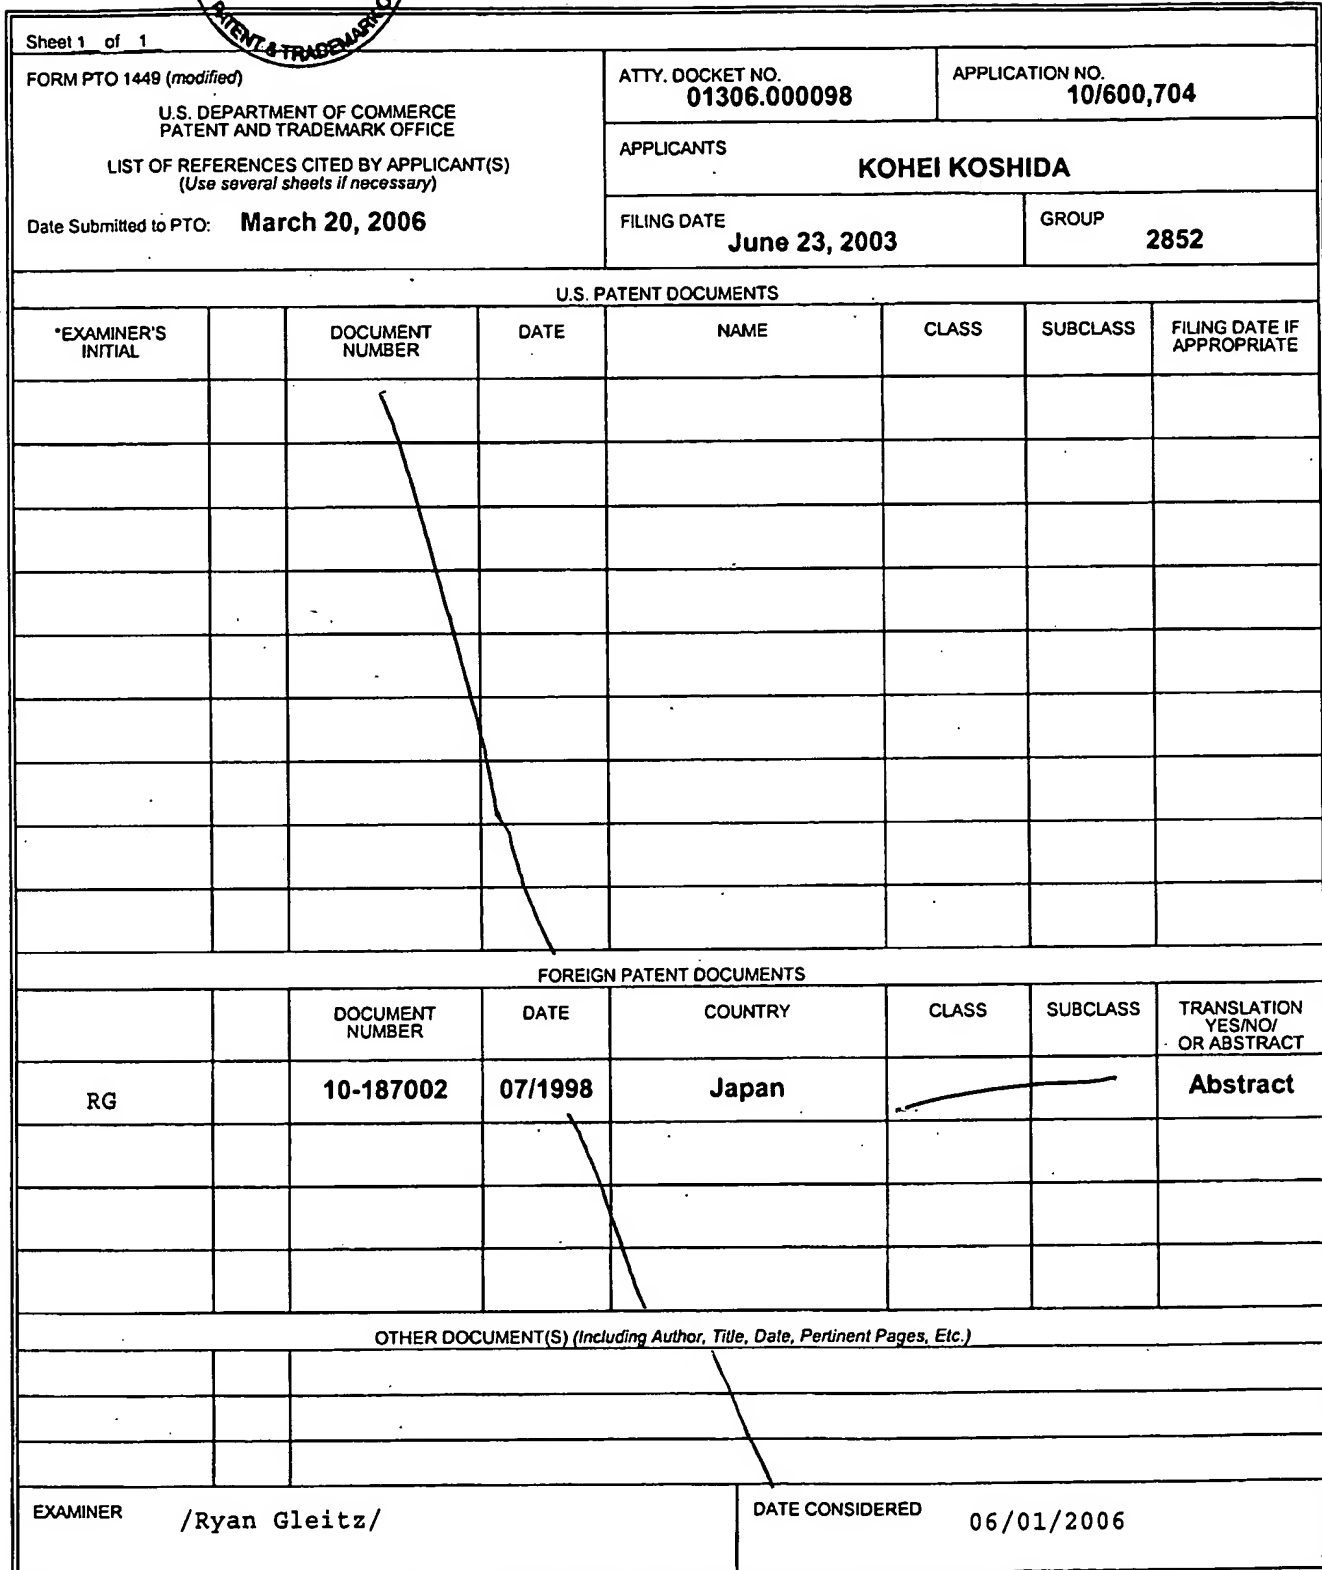 PATENT & TRADEMARK
Sheet 1 of 1
FORM PTO 1449 (modified)
U.S. DEPARTMENT OF COMMERCE
PATENT AND TRADEMARK OFFICE
LIST OF REFERENCES CITED BY APPLICANT(S)
(Use several sheets if necessary)
Date Submitted to PTO: March 20, 2006
ATTY. DOCKET NO.
01306.000098
APPLICATION NO.
10/600,704
APPLICANTS
KOHEI KOSHIDA
FILING DATE
June 23, 2003
GROUP
2852
U.S. PATENT DOCUMENTS
*EXAMINER'S
INITIAL
DOCUMENT
NUMBER
DATE
NAME
CLASS
SUBCLASS
FILING DATE IF
APPROPRIATE
FOREIGN PATENT DOCUMENTS
DOCUMENT
NUMBER
DATE
COUNTRY
CLASS
SUBCLASS
TRANSLATION
YES/NO/
OR ABSTRACT
RG
10-187002
07/1998
Japan
Abstract
OTHER DOCUMENT(S) (Including Author, Title, Date, Pertinent Pages, Etc.)
EXAMINER /Ryan Gleitz/
DATE CONSIDERED 06/01/2006